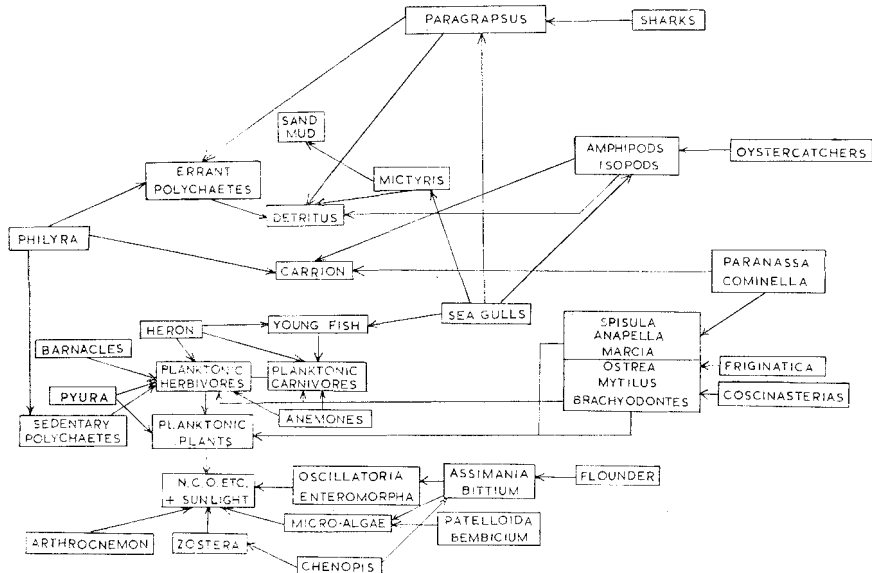 PARAGRAPSUS
SHARKS
SAND
MUD
AMPHIPODS
ISOPODS
OYSTERCATCHERS
ERRANT
POLYCHAETES
MICTYRIS
DETRITUS
PHILYRA
CARRION
PARANASSA
COMINELLA
SEA GULLS
HERON
YOUNG FISH
SPISULA
ANAPELLA
MARCIA
BARNACLES
PLANKTONIC
HERBIVORES
PLANKTONIC
CARNIVORES
OSTREA
MYTILUS
BRACHYODONTES
FRIGINATICA
PYURA
COSCINASTERIAS
SEDENTARY
POLYCHAETES
PLANKTONIC
PLANTS
ANEMONES
N.C.O. ETC.
+ SUNLIGHT
OSCILLATORIA
ENTEROMORPHA
ASSIMANIA
BITTIUM
FLOUNDER
MICRO-ALGAE
PATELLOIDA
BEMBICIUM
ARTHROCNEMON
ZOSTERA
CHENOPIS